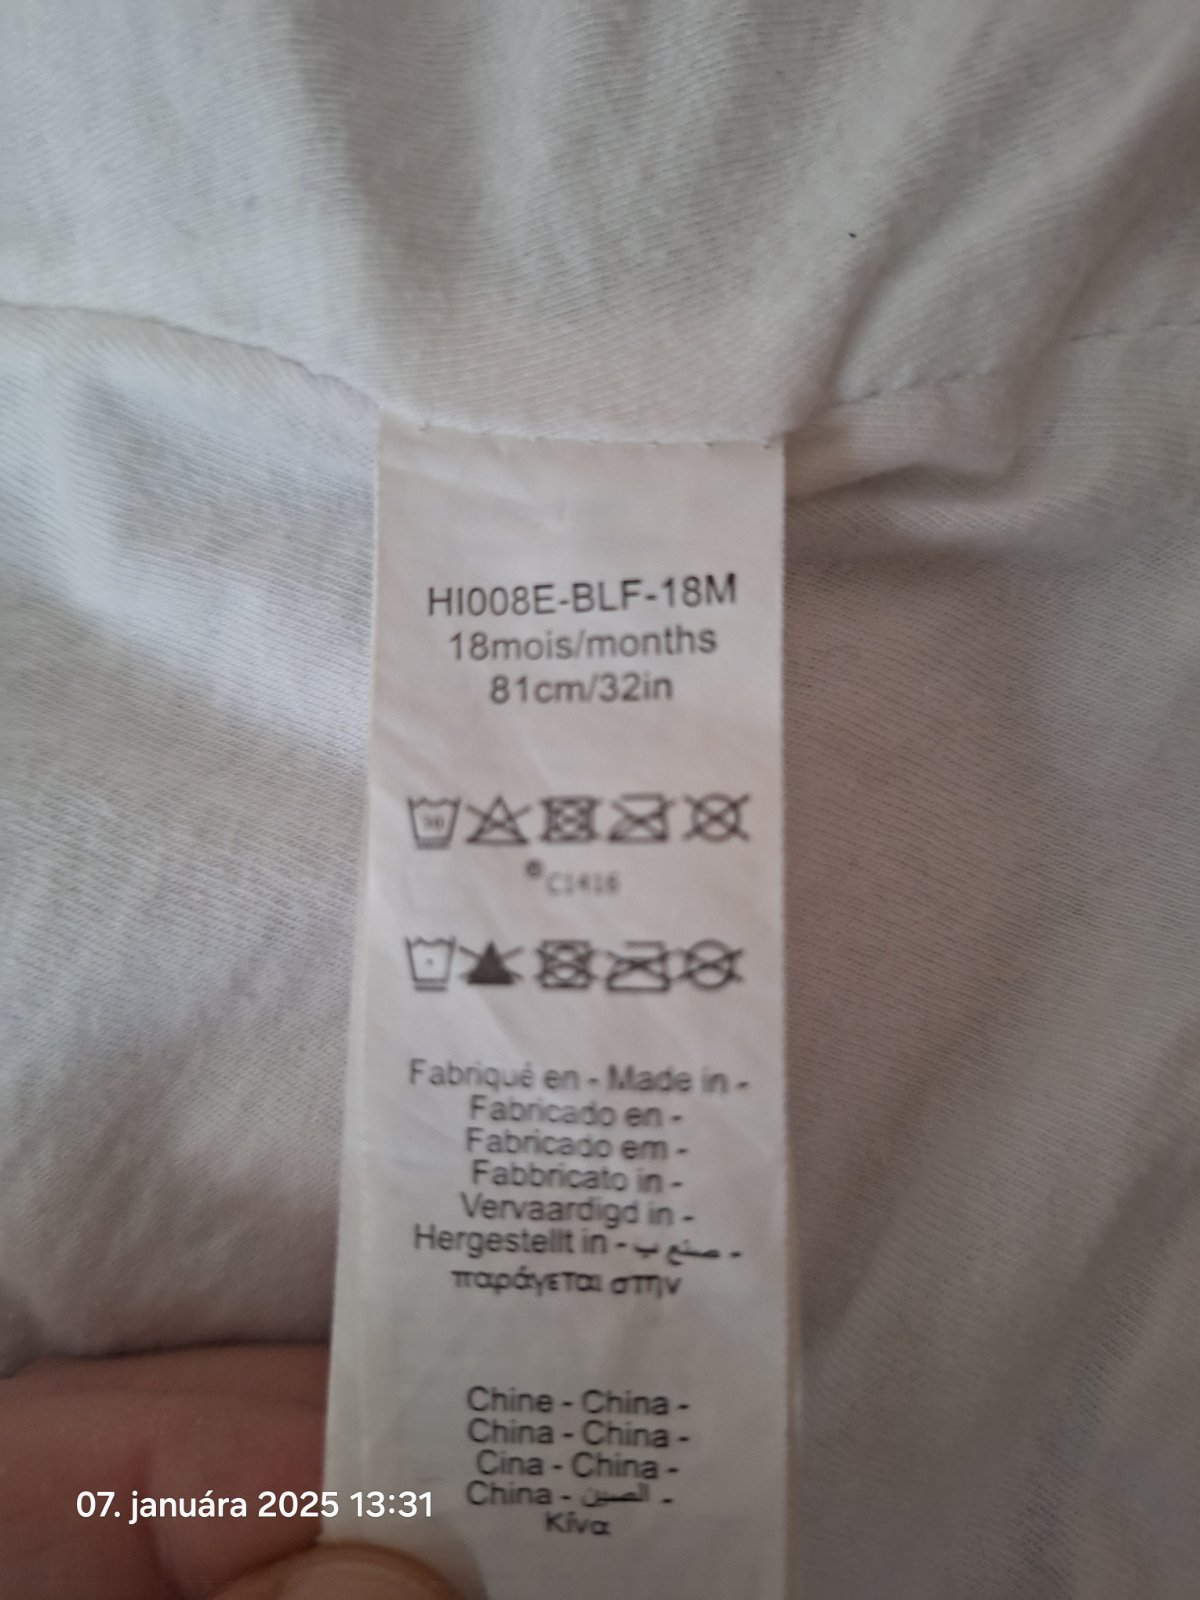 HI008E-BLF-18M
18mois/months
81cm/32in
30
C1416
Fabriqué en - Made in -
Fabricado en -
Fabricado em -
Fabbricato in -
Vervaardigd in -
Hergestellt in - صنع ب -
παράγεται στην
Chine - China -
China - China -
Cina - China -
China - الصين -
Κίνα
07. januára 2025 13:31